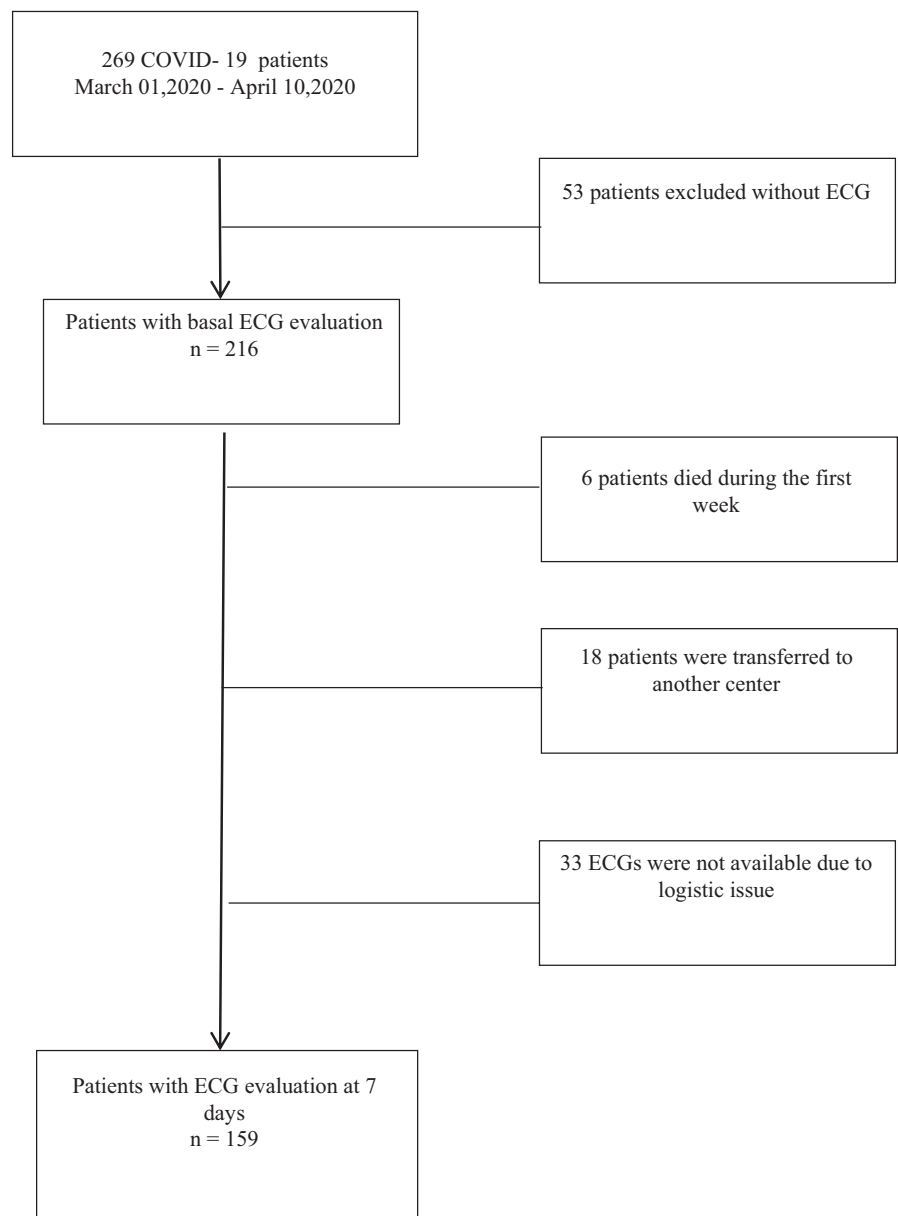 269 COVID- 19 patients
March 01,2020 - April 10,2020
53 patients excluded without ECG
Patients with basal ECG evaluation
n = 216
6 patients died during the first
week
18 patients were transferred to
another center
33 ECGs were not available due to
logistic issue
Patients with ECG evaluation at 7
days
n = 159